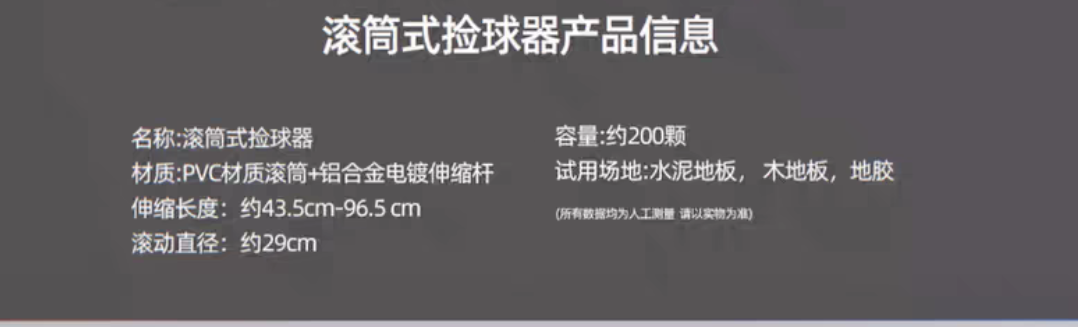 滚筒式捡球器产品信息
名称:滚筒式捡球器
材质:PVC材质滚筒+铝合金电镀伸缩杆
伸缩长度：约43.5cm-96.5 cm
滚动直径：约29cm
容量:约200颗
试用场地:水泥地板， 木地板，地胶
(所有数据均为人工测量 请以实物为准)